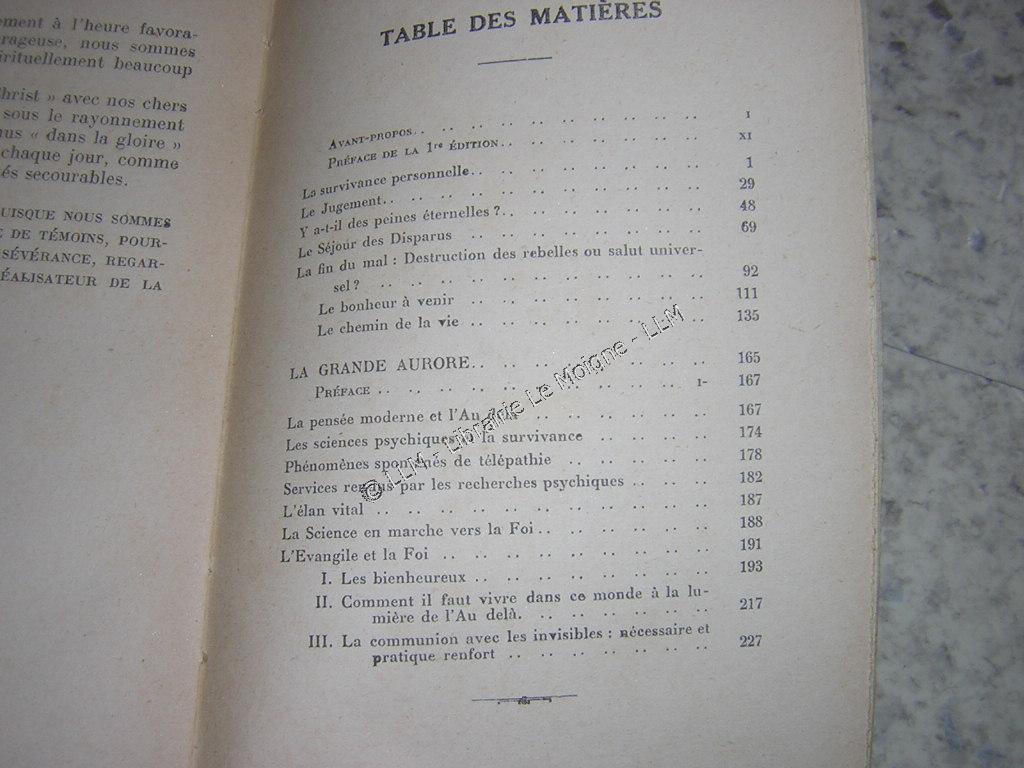 ement à l'heure favora-
rageuse, nous sommes
irituellement beaucoup
hrist » avec nos chers
sous le rayonnement
us « dans la gloire »
chaque jour, comme
és secourables.
UISQUE NOUS SOMMES
E DE TÉMOINS, POUR-
SÉVÉRANCE, REGAR-
ÉALISATEUR DE LA
TABLE DES MATIÈRES
AVANT-PROPOS.. .. .. .. .. .. .. .. .. .. I
PRÉFACE DE LA 1re ÉDITION.. .. .. .. .. .. .. XI
La survivance personnelle.. .. .. .. .. .. .. .. 1
Le Jugement.. .. .. .. .. .. .. .. .. .. .. 29
Y a-t-il des peines éternelles ?.. .. .. .. .. .. .. 48
Le Séjour des Disparus .. .. .. .. .. .. .. .. 69
La fin du mal : Destruction des rebelles ou salut univer-
sel ? .. .. .. .. .. .. .. .. .. .. .. 92
Le bonheur à venir .. .. .. .. .. .. .. .. 111
Le chemin de la vie .. .. .. .. .. .. .. .. 135
LA GRANDE AURORE.. .. .. .. .. .. .. .. 165
PRÉFACE .. .. .. .. .. .. .. .. .. .. I- 167
La pensée moderne et l'Au delà .. .. .. .. .. .. 167
Les sciences psychiques et la survivance .. .. .. .. 174
Phénomènes spontanés de télépathie .. .. .. .. .. 178
Services rendus par les recherches psychiques .. .. .. 182
L'élan vital .. .. .. .. .. .. .. .. .. .. .. 187
La Science en marche vers la Foi.. .. .. .. .. .. 188
L'Evangile et la Foi .. .. .. .. .. .. .. .. .. 191
I. Les bienheureux .. .. .. .. .. .. .. .. 193
II. Comment il faut vivre dans ce monde à la lu-
mière de l'Au delà. .. .. .. .. .. .. 217
III. La communion avec les invisibles : nécessaire et
pratique renfort .. .. .. .. .. .. .. 227
© LLM - Librairie Le Moigne - LLM